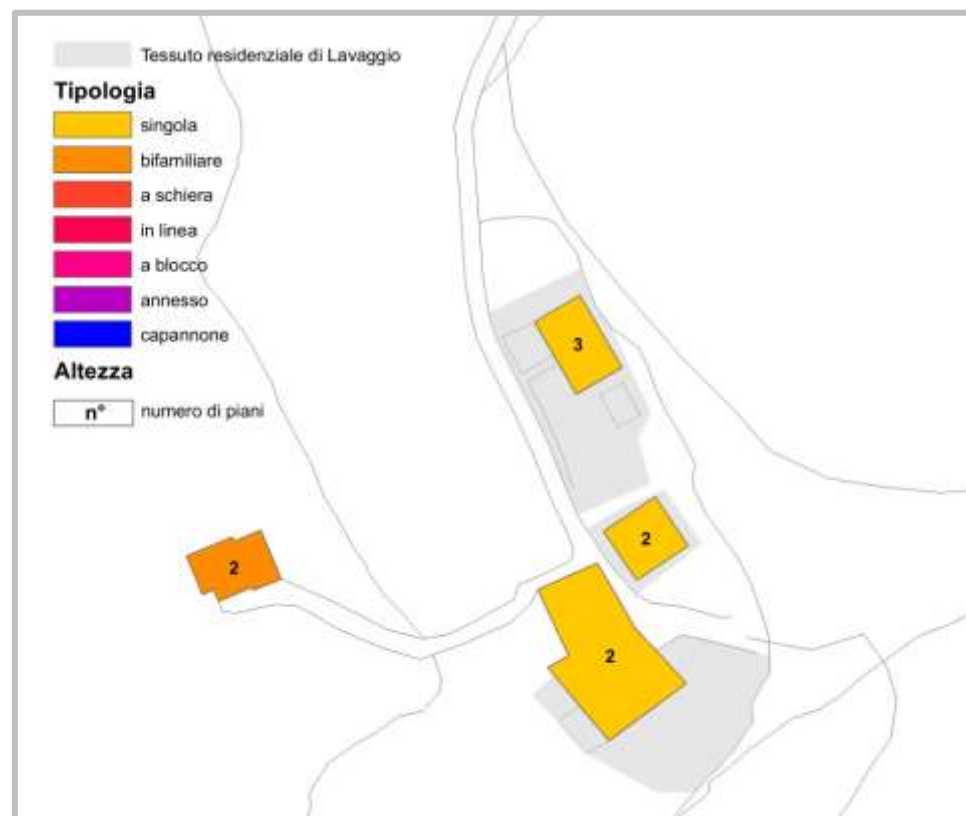 Tessuto residenziale di Lavaggio
Tipologia
singola
bifamiliare
a schiera
in linea
a blocco
annesso
capannone
Altezza
n° numero di piani
3
2
2
2